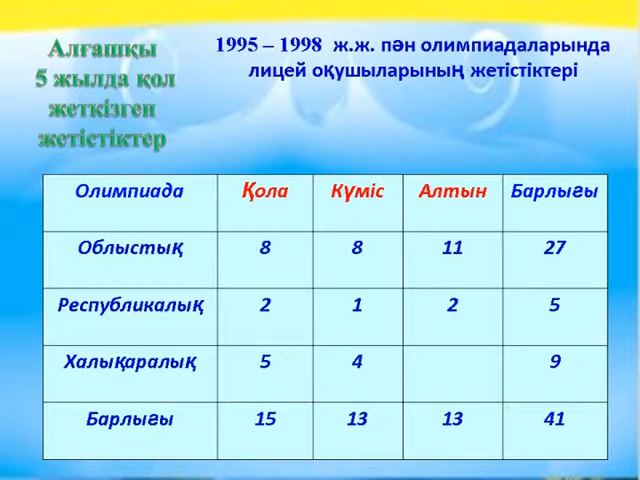 Алғашқы
5 жылда қол
жеткізген
жетістіктер
1995 – 1998 ж.ж. пән олимпиадаларында
лицей оқушыларының жетістіктері
Олимпиада Қола Күміс Алтын Барлығы
Облыстық 8 8 11 27
Республикалық 2 1 2 5
Халықаралық 5 4 9
Барлығы 15 13 13 41